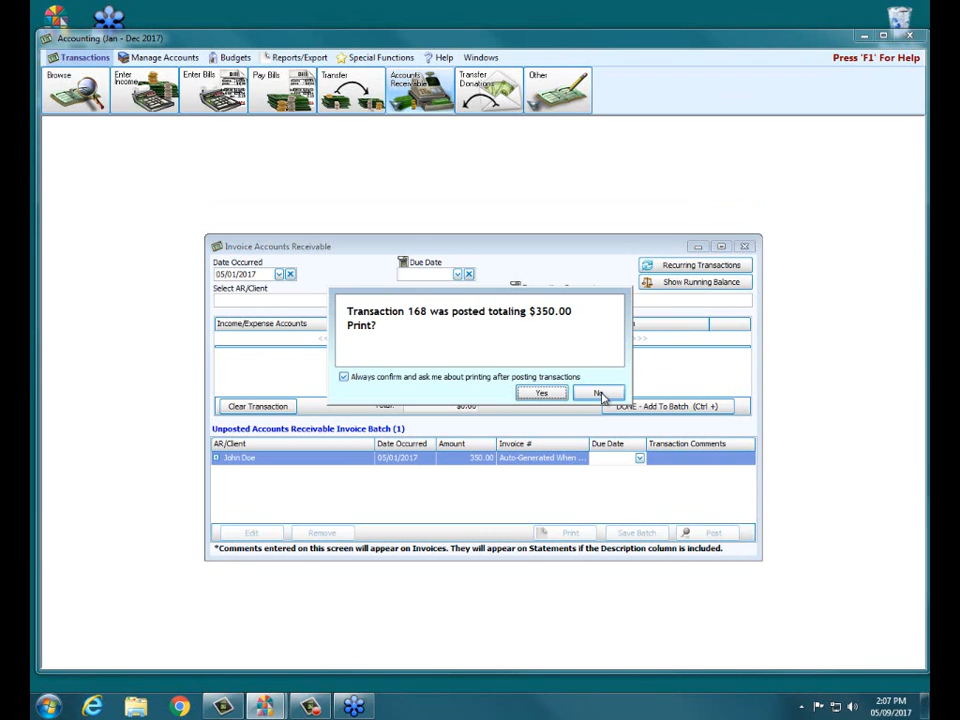 Accounting (Jan - Dec 2017)
Transactions Manage Accounts Budgets Reports/Export Special Functions Help Windows Press 'F1' For Help
Browse
Enter Income
Enter Bills
Pay Bills
Transfer
Accounts Receivable
Transfer Donations
Other
Invoice Accounts Receivable
Date Occurred Due Date
05/01/2017
Recurring Transactions
Show Running Balance
Select AR/Client
Income/Expense Accounts
Transaction 168 was posted totaling $350.00
Print?
Always confirm and ask me about printing after posting transactions
Yes No
Clear Transaction $0.00 DONE - Add To Batch (Ctrl +)
Unposted Accounts Receivable Invoice Batch (1)
AR/Client Date Occurred Amount Invoice # Due Date Transaction Comments
John Doe 05/01/2017 350.00 Auto-Generated When ...
Edit Remove Print Save Batch Post
*Comments entered on this screen will appear on Invoices. They will appear on Statements if the Description column is included.
2:07 PM
05/09/2017